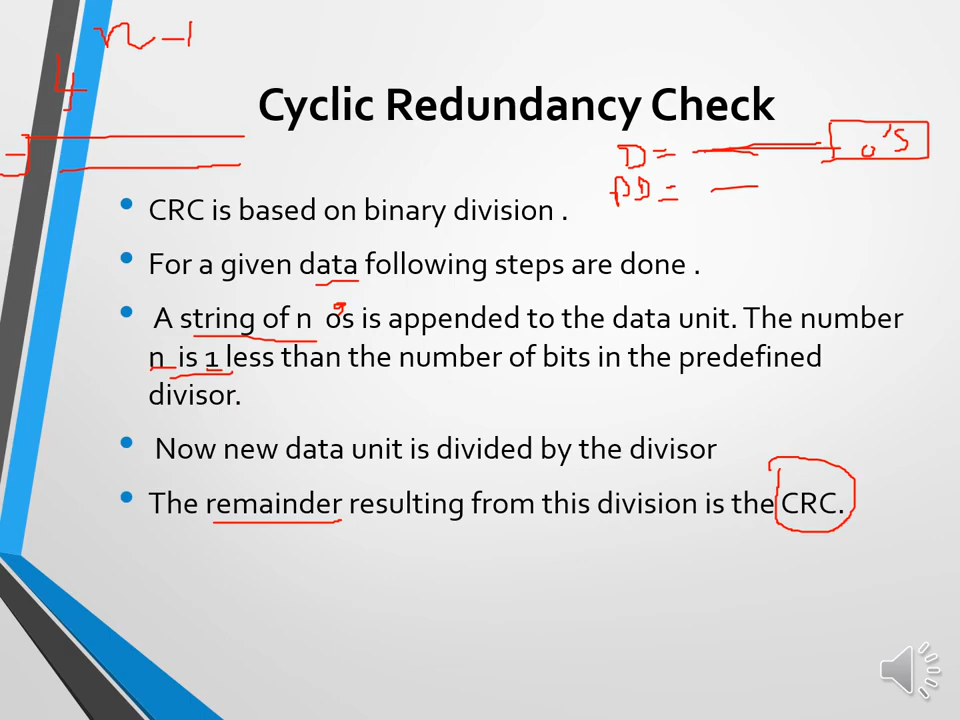 n-1
4
Cyclic Redundancy Check
D = 0'S
PD =
CRC is based on binary division .
For a given data following steps are done .
A string of n 0s is appended to the data unit. The number
n is 1 less than the number of bits in the predefined
divisor.
Now new data unit is divided by the divisor
The remainder resulting from this division is the CRC.